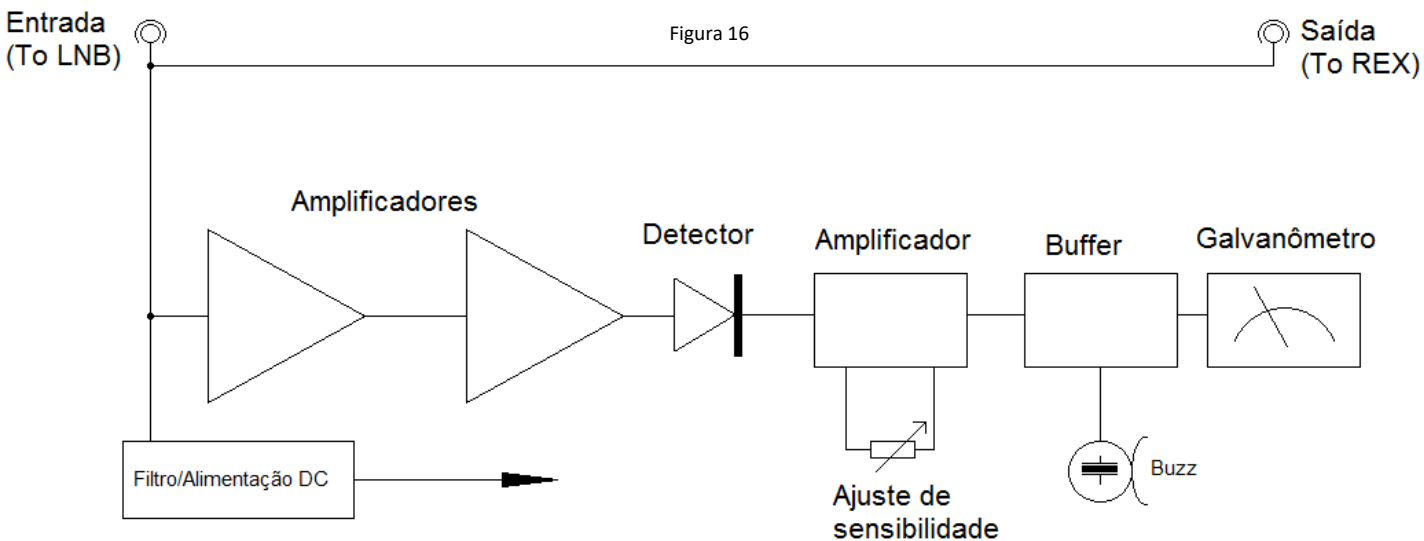 Entrada
(To LNB)
Figura 16
Saída
(To REX)
Amplificadores
Detector
Amplificador
Buffer
Galvanômetro
Filtro/Alimentação DC
Buzz
Ajuste de
sensibilidade